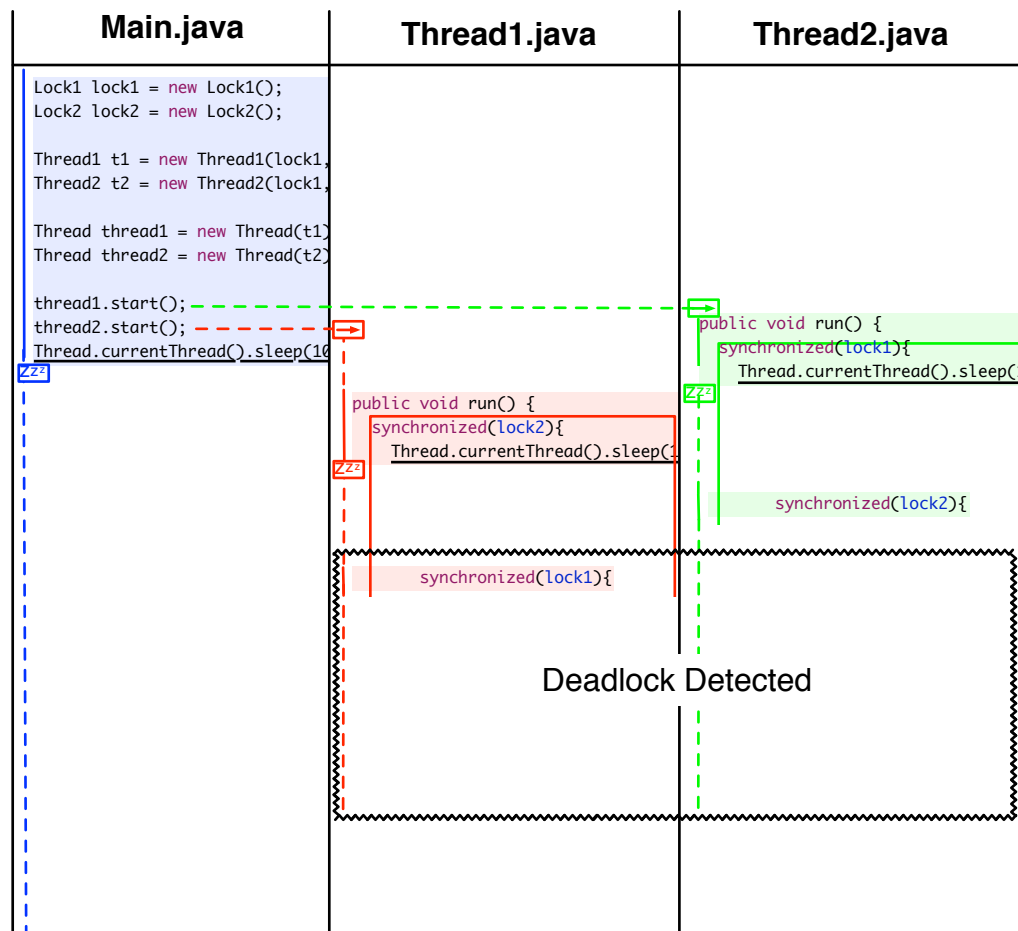 Main.java
Thread1.java
Thread2.java
Lock1 lock1 = new Lock1();
Lock2 lock2 = new Lock2();
Thread1 t1 = new Thread1(lock1,
Thread2 t2 = new Thread2(lock1,
Thread thread1 = new Thread(t1)
Thread thread2 = new Thread(t2)
thread1.start();
thread2.start();
Thread.currentThread().sleep(10
Zzz
public void run() {
synchronized(lock2){
Thread.currentThread().sleep(1
Zzz
synchronized(lock1){
public void run() {
synchronized(lock1){
Thread.currentThread().sleep(
Zzz
synchronized(lock2){
Deadlock Detected